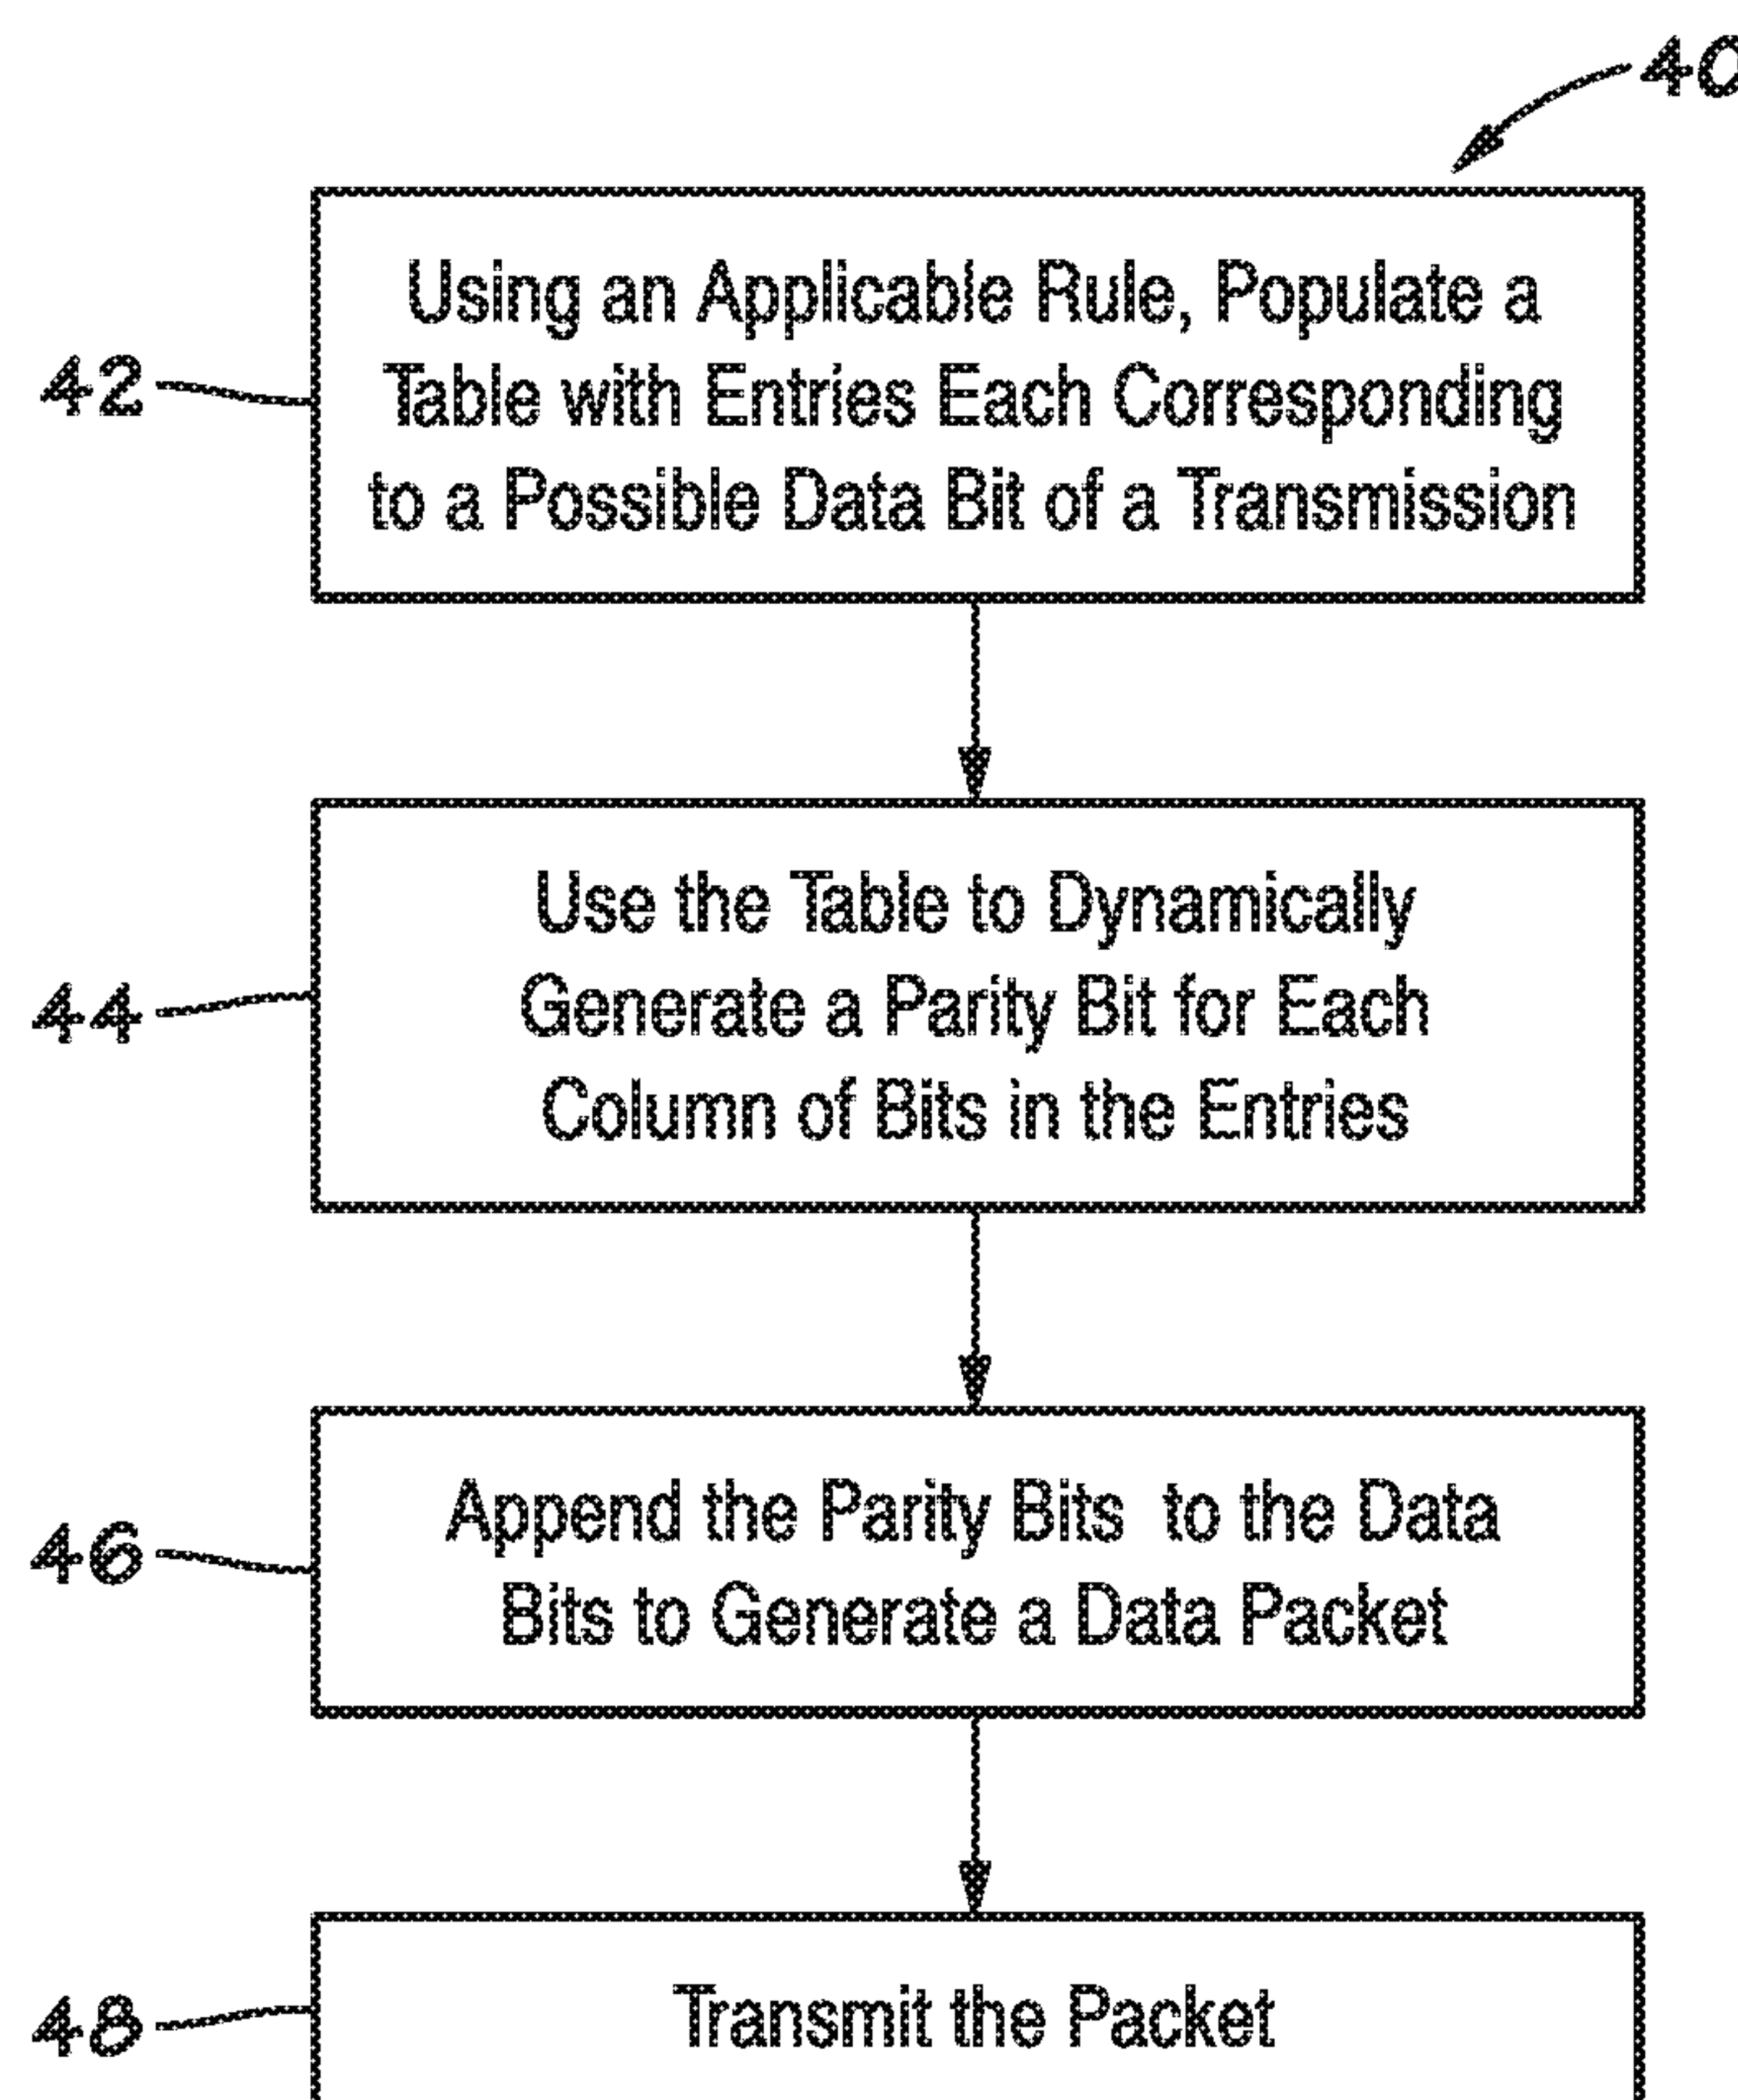 40
Using an Applicable Rule, Populate a
42
Table with Entries Each Corresponding
to a Possible Data Bit of a Transmission
Use the Table to Dynamically
44
Generate a Parity Bit for Each
Column of Bits in the Entries
Append the Parity Bits to the Data
46
Bits to Generate a Data Packet
48
Transmit the Packet